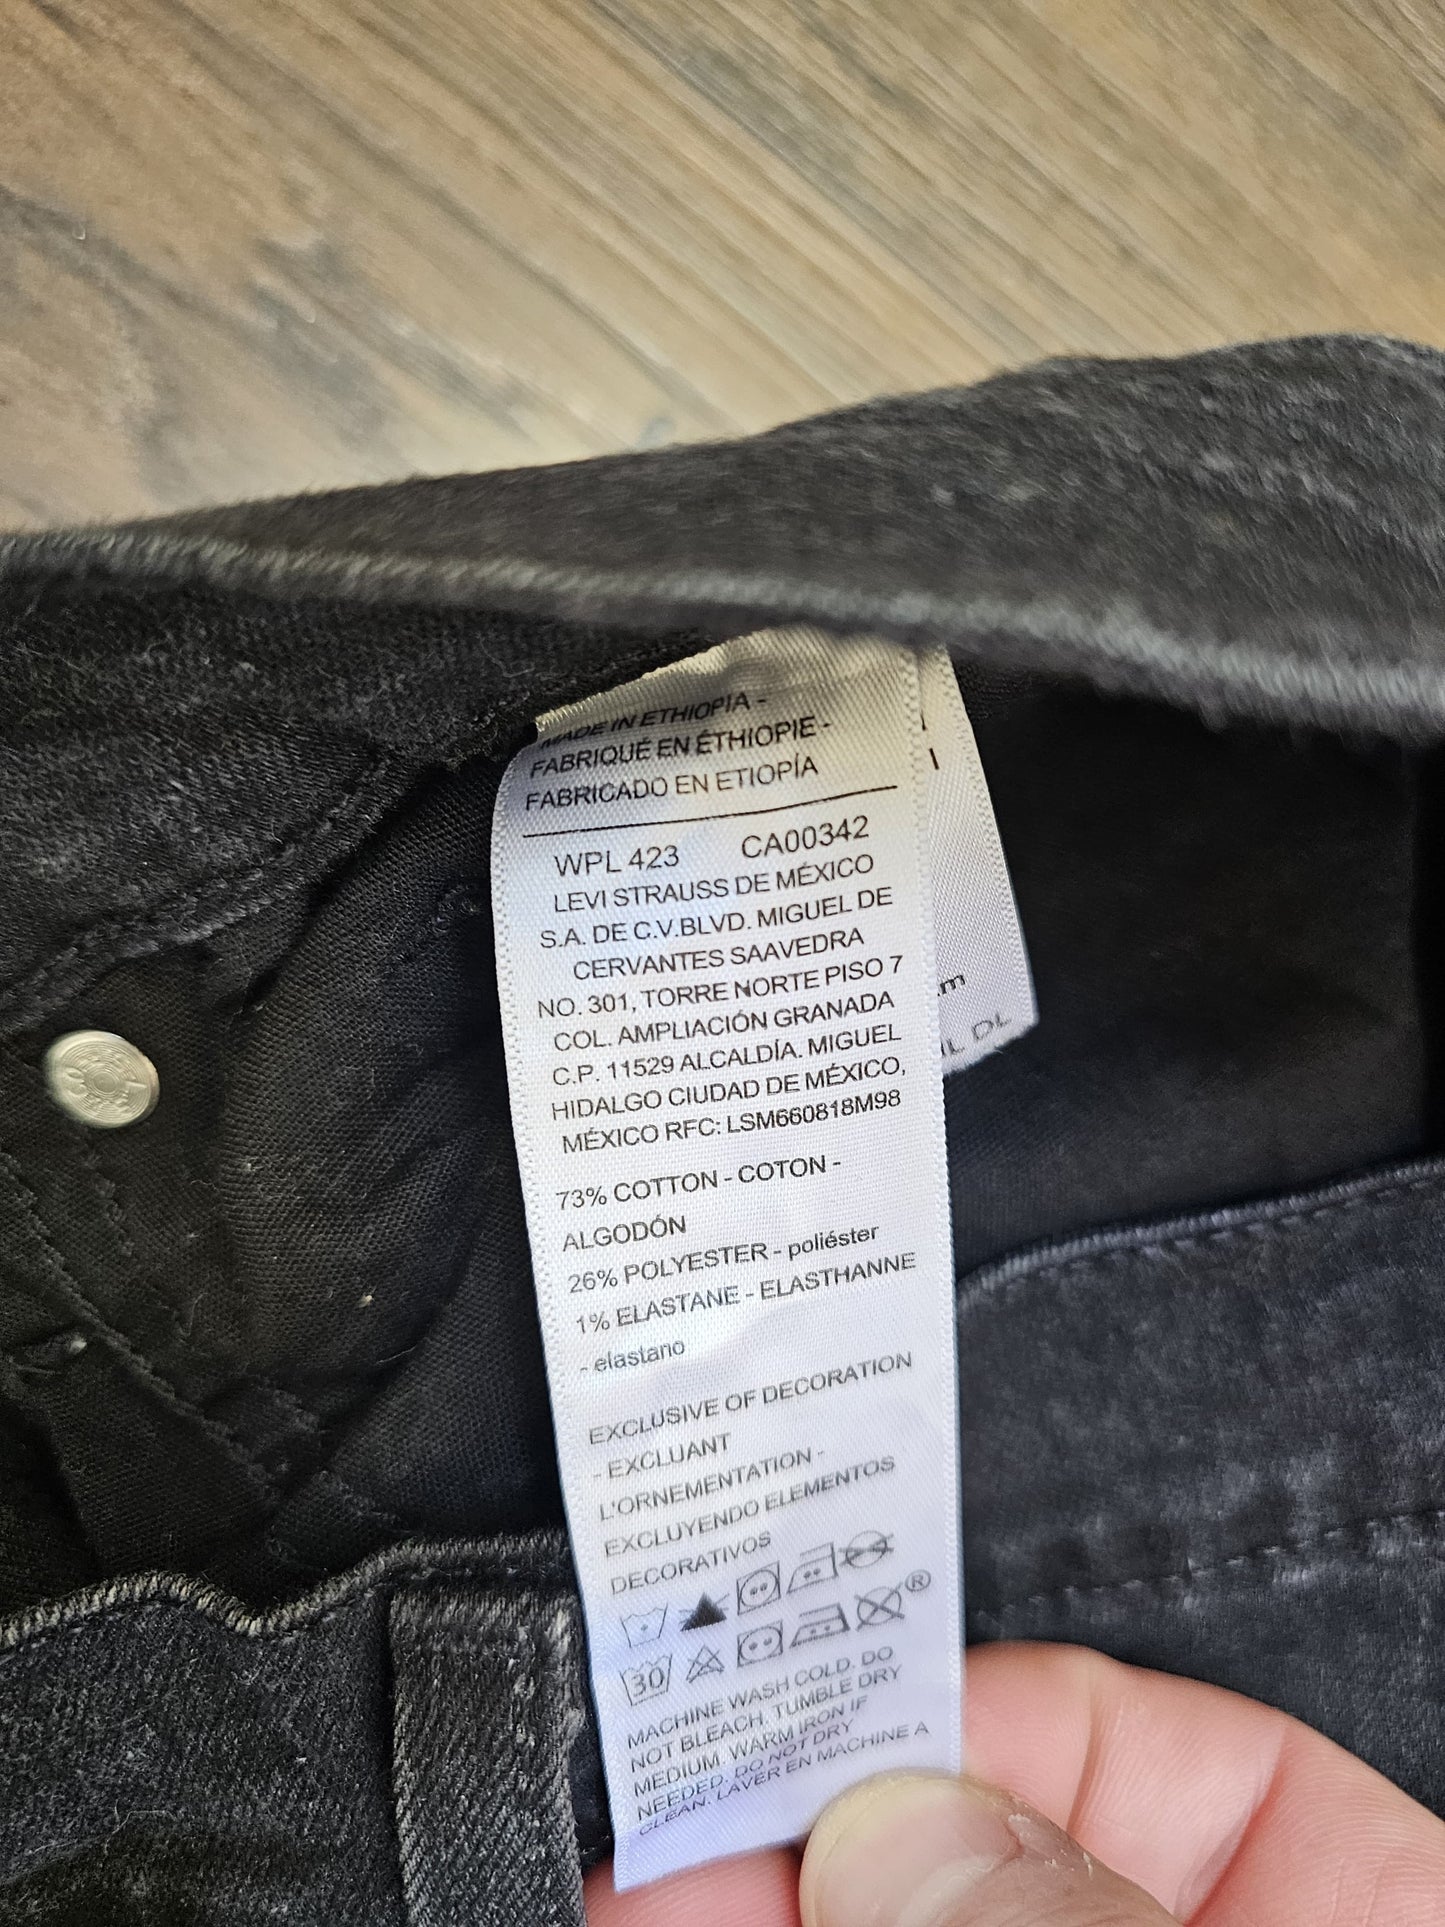 MADE IN ETHIOPIA -
FABRIQUÉ EN ÉTHIOPIE -
FABRICADO EN ETIOPÍA
WPL 423 CA00342
LEVI STRAUSS DE MÉXICO
S.A. DE C.V.BLVD. MIGUEL DE
CERVANTES SAAVEDRA
NO. 301, TORRE NORTE PISO 7
COL. AMPLIACIÓN GRANADA
C.P. 11529 ALCALDÍA. MIGUEL
HIDALGO CIUDAD DE MÉXICO,
MÉXICO RFC: LSM660818M98
73% COTTON - COTON -
ALGODÓN
26% POLYESTER - poliéster
1% ELASTANE - ELASTHANNE
- elastano
EXCLUSIVE OF DECORATION
- EXCLUANT
L'ORNEMENTATION -
EXCLUYENDO ELEMENTOS
DECORATIVOS
30 ®
MACHINE WASH COLD. DO
NOT BLEACH. TUMBLE DRY
MEDIUM. WARM IRON IF
NEEDED. DO NOT DRY
CLEAN. LAVER EN MACHINE A
.m
DL